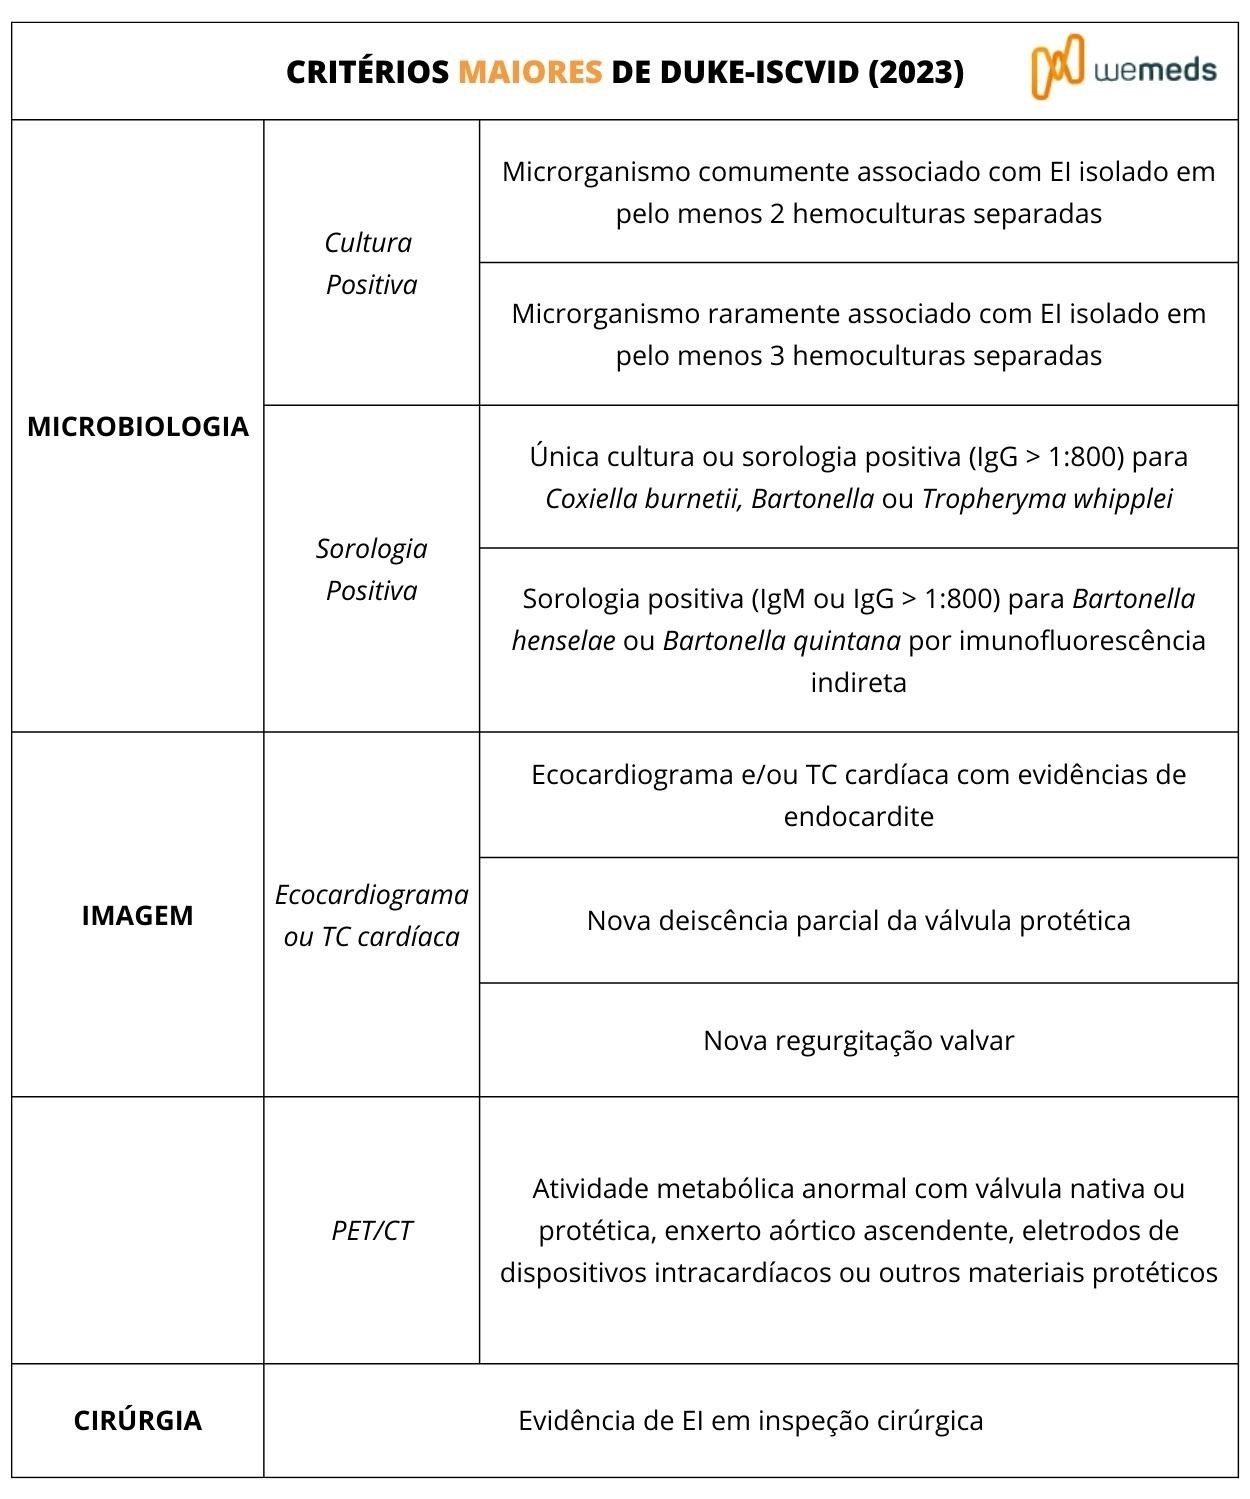 CRITÉRIOS MAIORES DE DUKE-ISCVID (2023)
wemeds
MICROBIOLOGIA
Cultura
Positiva
Microrganismo comumente associado com EI isolado em
pelo menos 2 hemoculturas separadas
Microrganismo raramente associado com EI isolado em
pelo menos 3 hemoculturas separadas
Sorologia
Positiva
Única cultura ou sorologia positiva (IgG > 1:800) para
Coxiella burnetii, Bartonella ou Tropheryma whipplei
Sorologia positiva (IgM ou IgG > 1:800) para Bartonella
henselae ou Bartonella quintana por imunofluorescência
indireta
IMAGEM
Ecocardiograma
ou TC cardíaca
Ecocardiograma e/ou TC cardíaca com evidências de
endocardite
Nova deiscência parcial da válvula protética
Nova regurgitação valvar
PET/CT
Atividade metabólica anormal com válvula nativa ou
protética, enxerto aórtico ascendente, eletrodos de
dispositivos intracardíacos ou outros materiais protéticos
CIRÚRGIA
Evidência de EI em inspeção cirúrgica